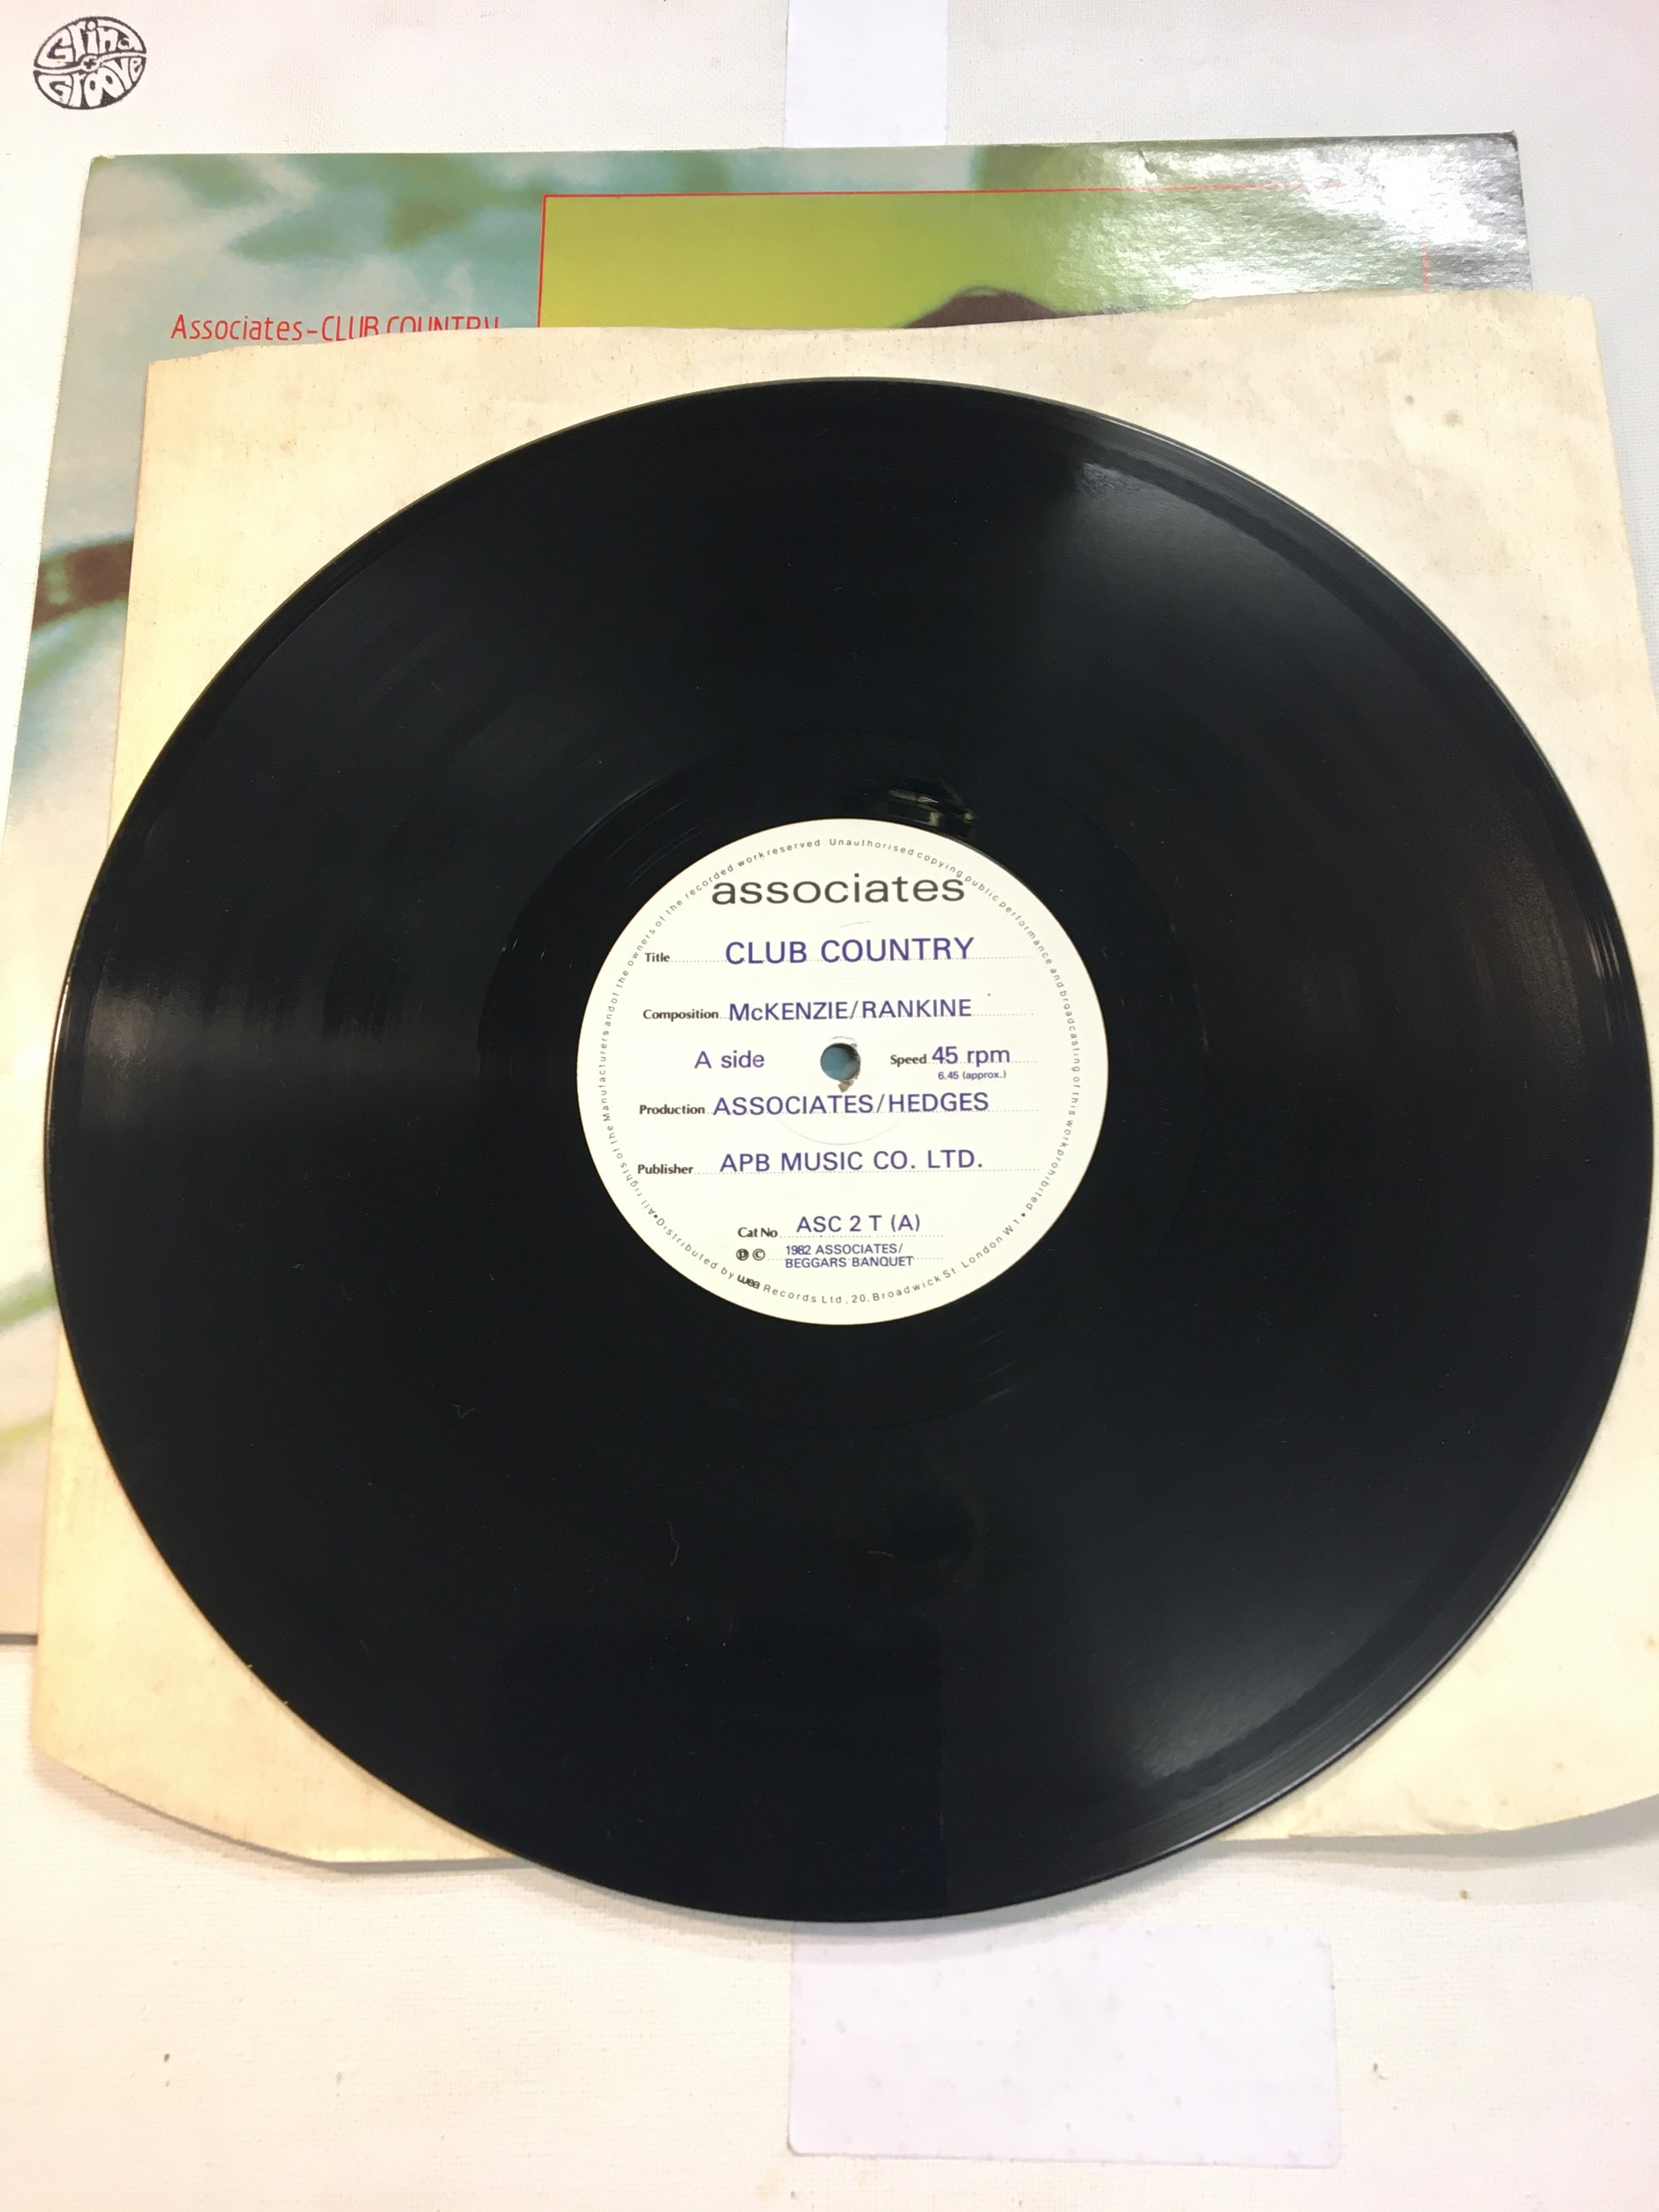 Grind
Groove
Associates-CLUB COUNTRY
associates
Title CLUB COUNTRY
Composition McKENZIE/RANKINE
A side Speed 45 rpm
6.45 (approx.)
Production ASSOCIATES/HEDGES
Publisher APB MUSIC CO. LTD.
Cat No ASC 2 T (A)
℗ © 1982 ASSOCIATES/
BEGGARS BANQUET
•All rights of the Manufacturers and of the owners of the recorded work reserved. Unauthorised copying public performance and broadcasting of this work prohibited •
Distributed by wea Records Ltd., 20, Broadwick St London W1